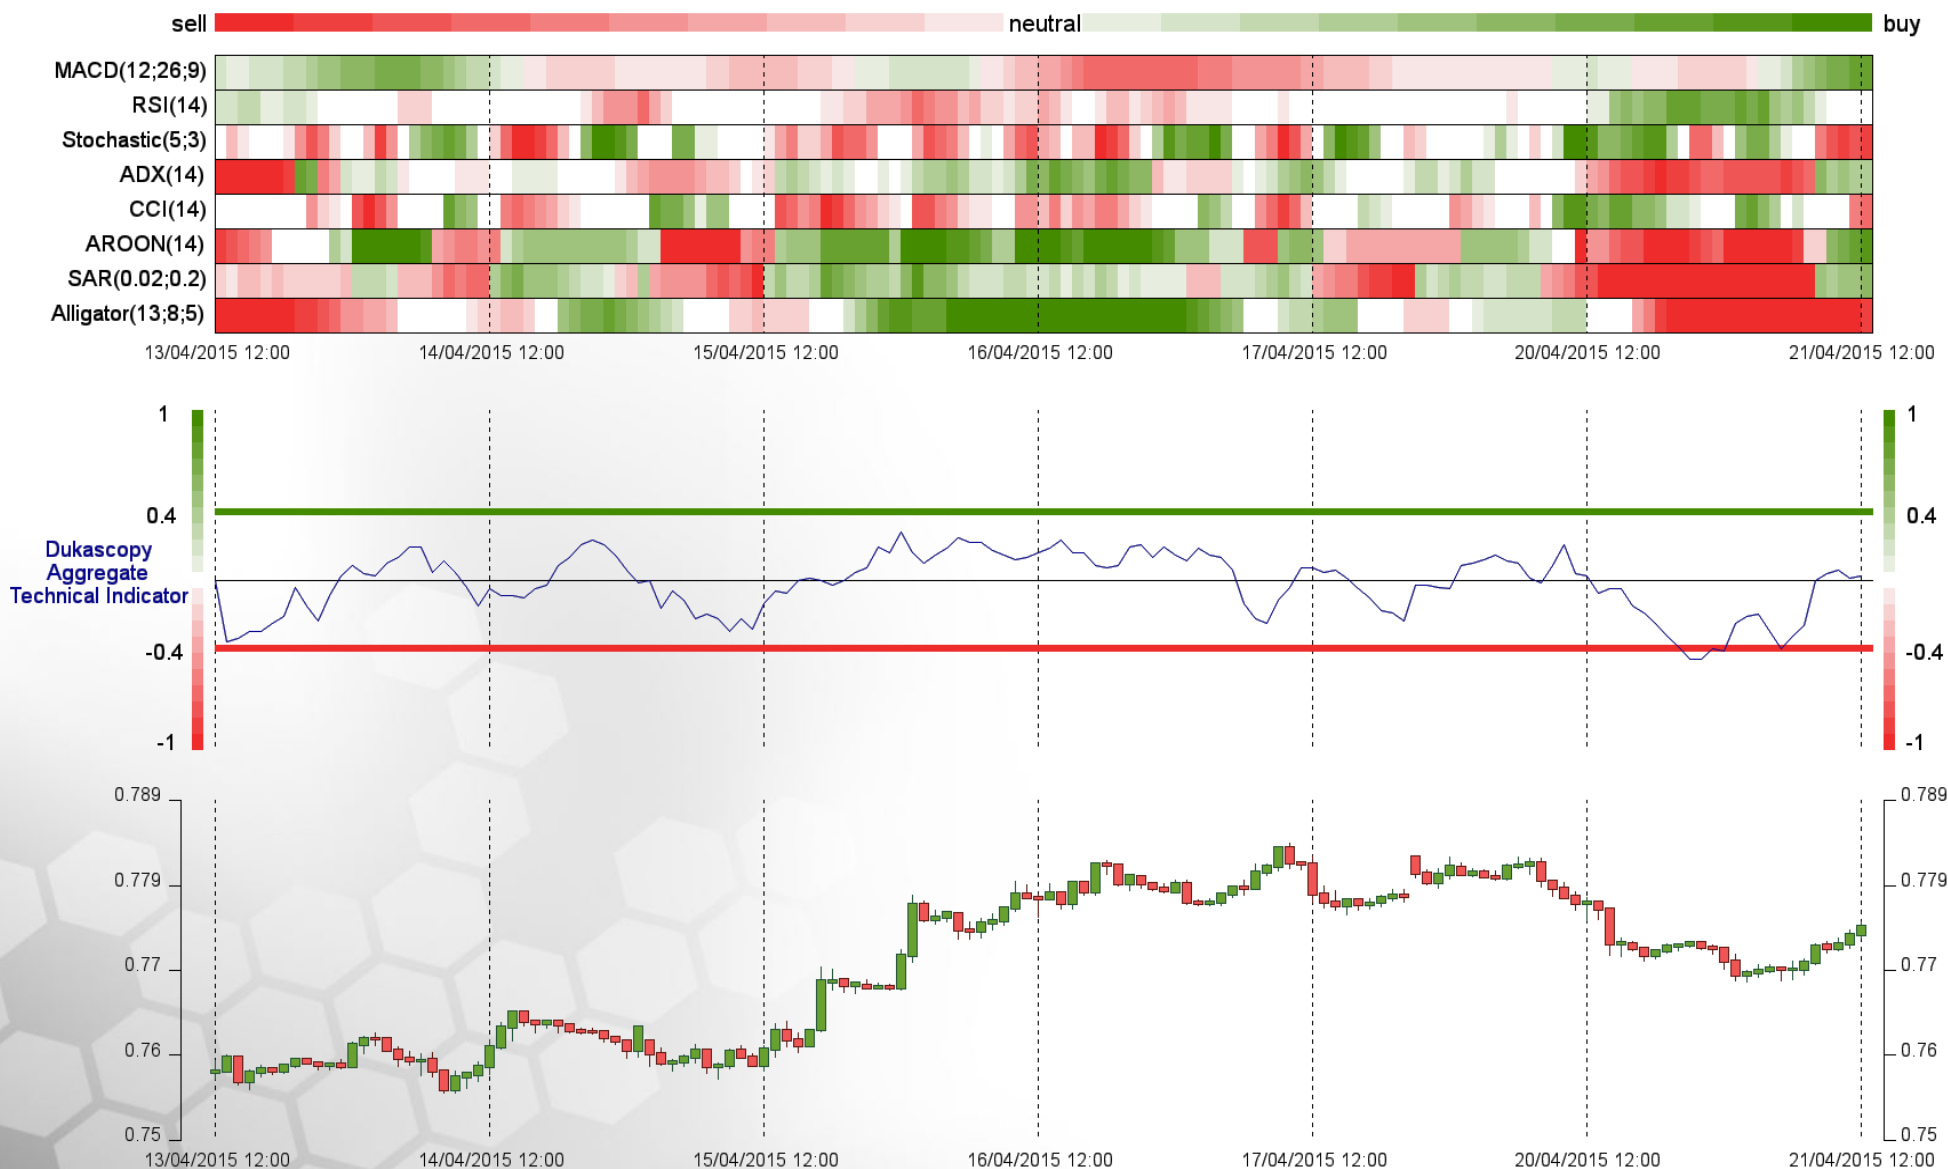 sell neutral buy
MACD(12;26;9)
RSI(14)
Stochastic(5;3)
ADX(14)
CCI(14)
AROON(14)
SAR(0.02;0.2)
Alligator(13;8;5)
13/04/2015 12:00 14/04/2015 12:00 15/04/2015 12:00 16/04/2015 12:00 17/04/2015 12:00 20/04/2015 12:00 21/04/2015 12:00
1 1
0.4 0.4
Dukascopy
Aggregate
Technical Indicator
-0.4 -0.4
-1 -1
0.789 0.789
0.779 0.779
0.77 0.77
0.76 0.76
0.75 0.75
13/04/2015 12:00 14/04/2015 12:00 15/04/2015 12:00 16/04/2015 12:00 17/04/2015 12:00 20/04/2015 12:00 21/04/2015 12:00